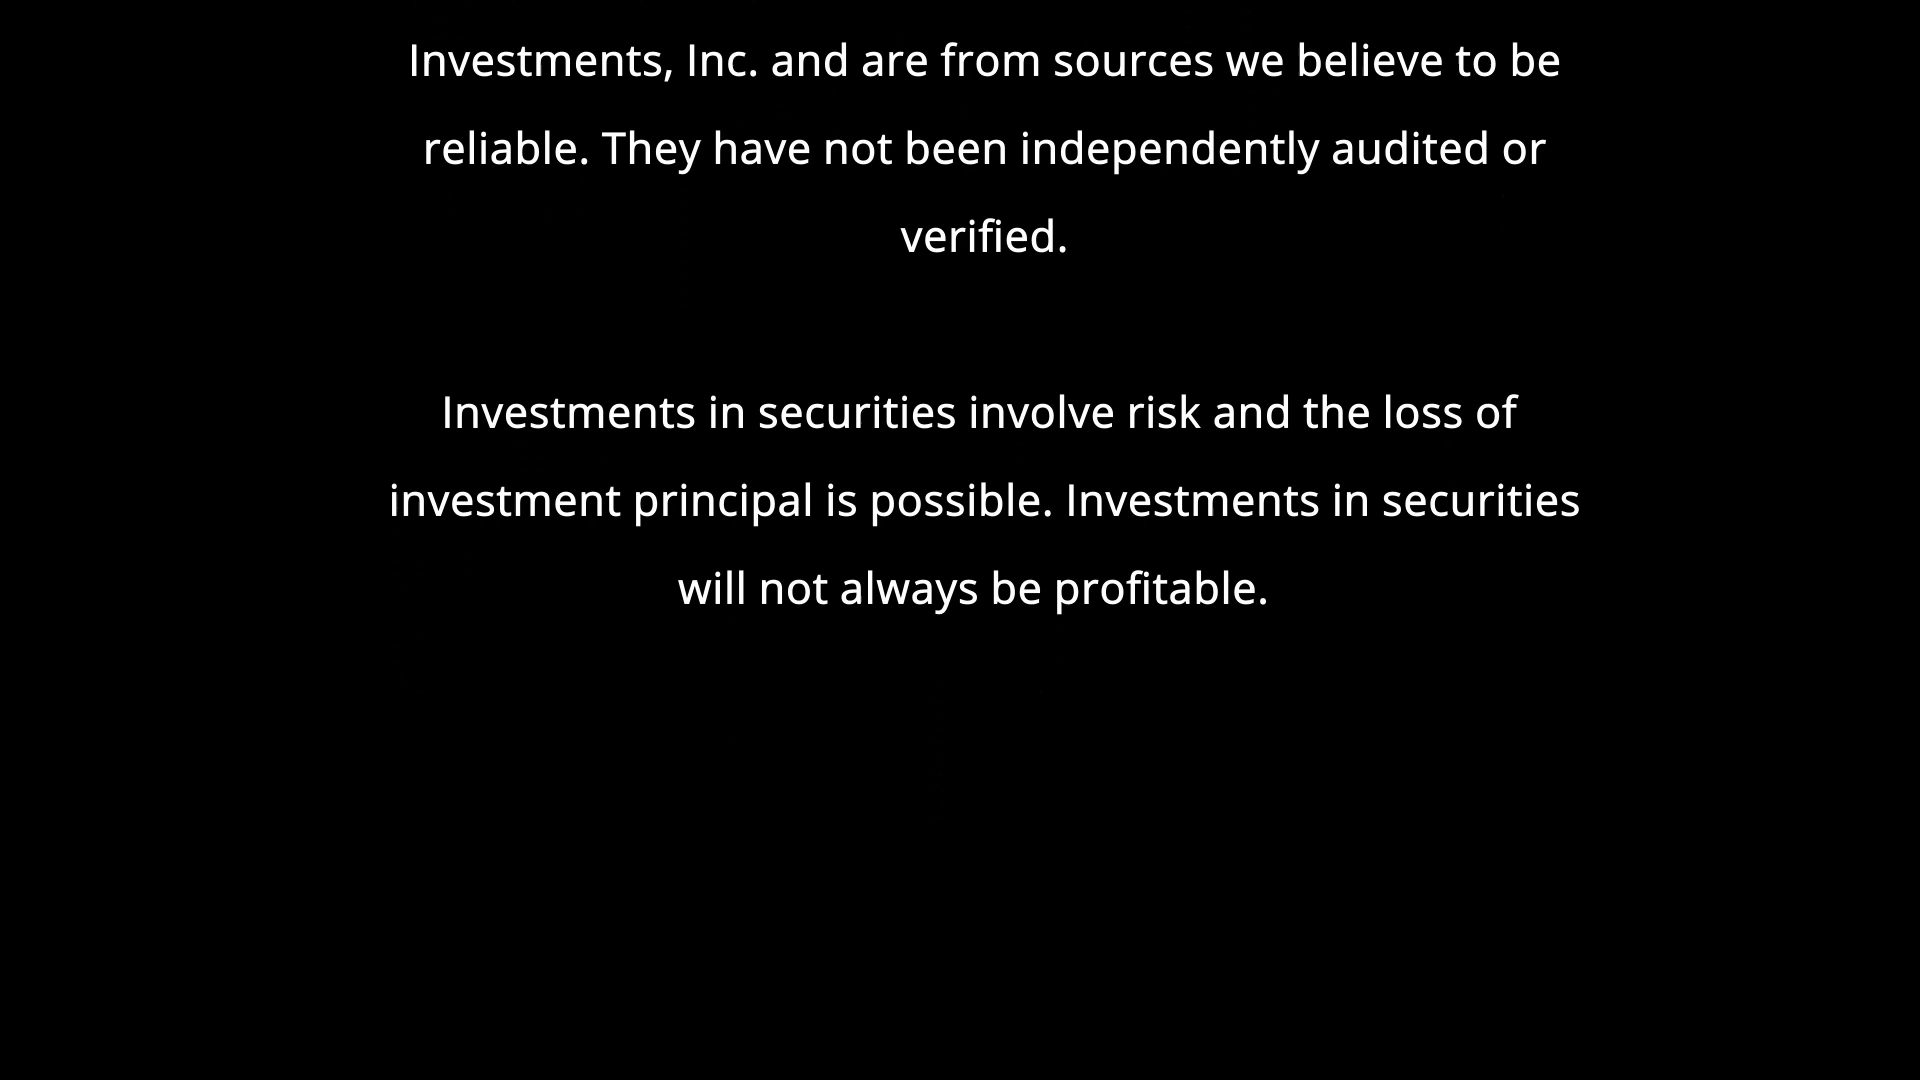 Investments, Inc. and are from sources we believe to be
reliable. They have not been independently audited or
verified.
Investments in securities involve risk and the loss of
investment principal is possible. Investments in securities
will not always be profitable.